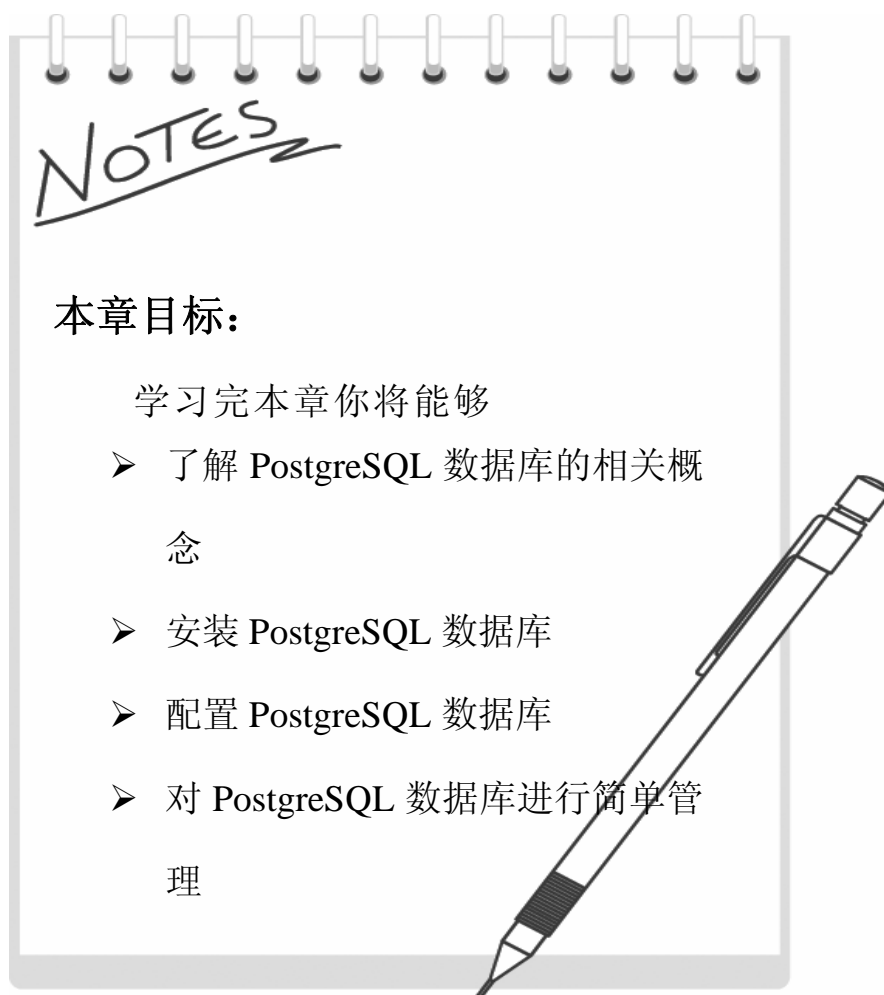 NOTES
本章目标：
学习完本章你将能够
➢ 了解 PostgreSQL 数据库的相关概
念
➢ 安装 PostgreSQL 数据库
➢ 配置 PostgreSQL 数据库
➢ 对 PostgreSQL 数据库进行简单管
理